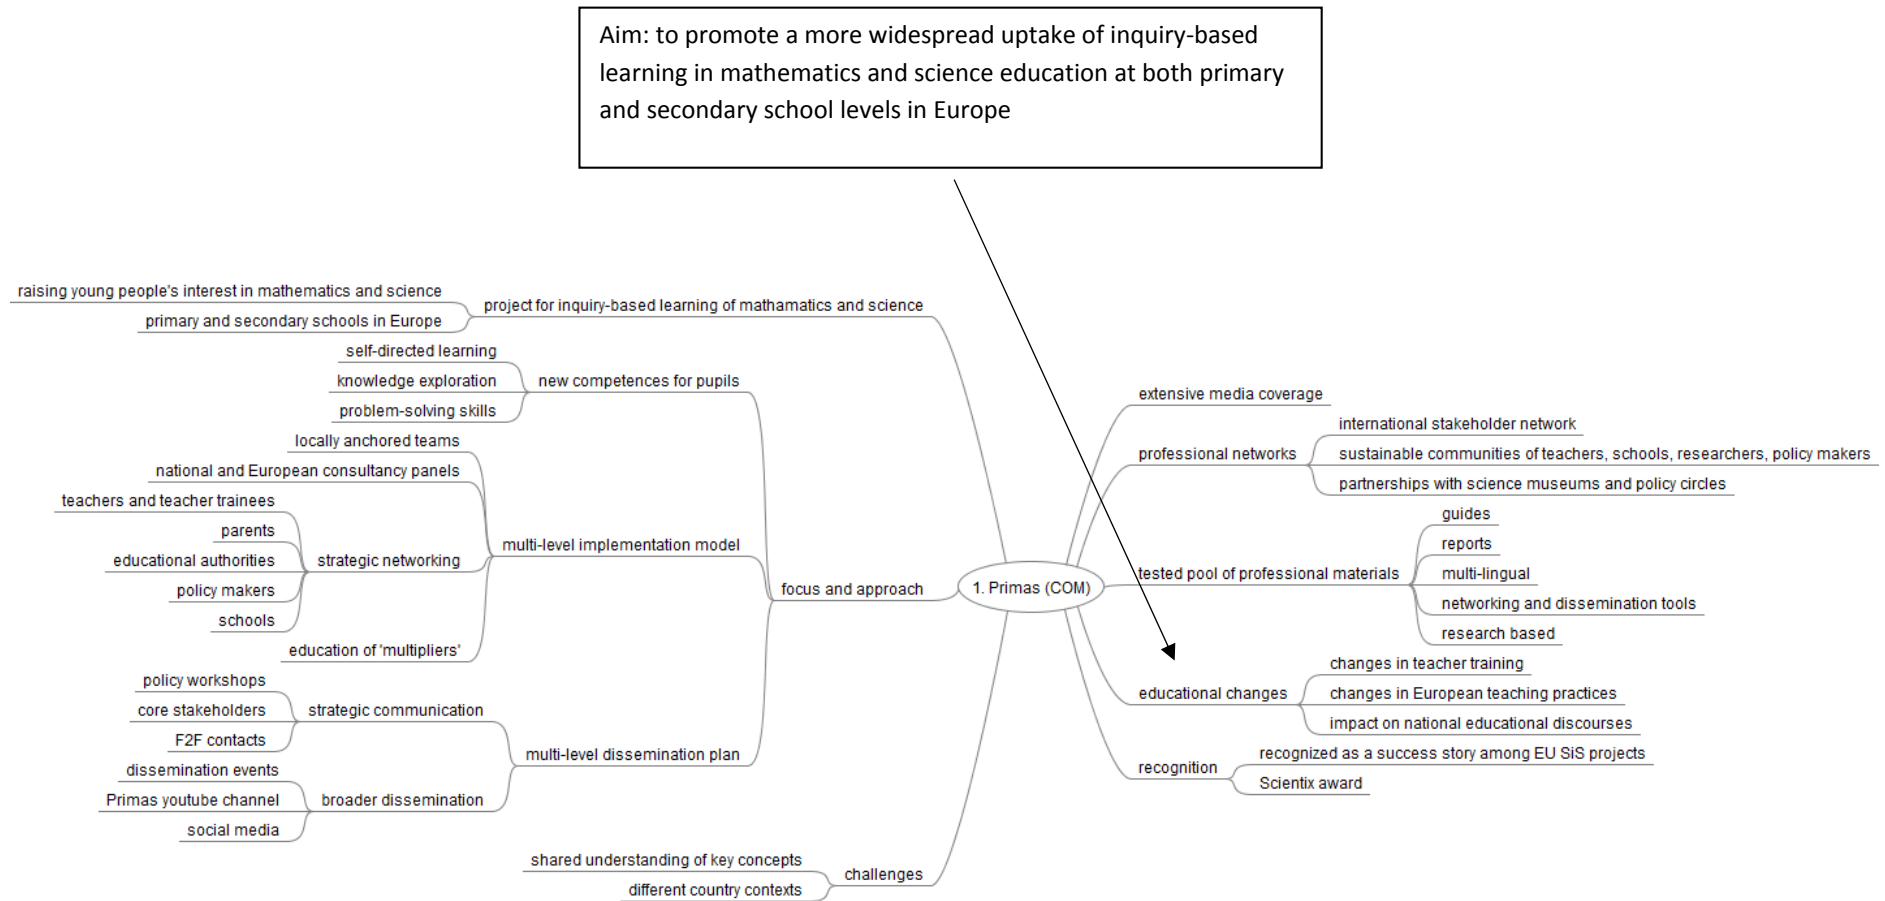 Aim: to promote a more widespread uptake of inquiry-based
learning in mathematics and science education at both primary
and secondary school levels in Europe
raising young people's interest in mathematics and science
primary and secondary schools in Europe
project for inquiry-based learning of mathamatics and science
self-directed learning
knowledge exploration
problem-solving skills
new competences for pupils
locally anchored teams
national and European consultancy panels
teachers and teacher trainees
parents
educational authorities
policy makers
schools
strategic networking
education of 'multipliers'
multi-level implementation model
policy workshops
core stakeholders
F2F contacts
strategic communication
dissemination events
Primas youtube channel
social media
broader dissemination
multi-level dissemination plan
focus and approach
shared understanding of key concepts
different country contexts
challenges
1. Primas (COM)
extensive media coverage
professional networks
international stakeholder network
sustainable communities of teachers, schools, researchers, policy makers
partnerships with science museums and policy circles
tested pool of professional materials
guides
reports
multi-lingual
networking and dissemination tools
research based
educational changes
changes in teacher training
changes in European teaching practices
impact on national educational discourses
recognition
recognized as a success story among EU SiS projects
Scientix award